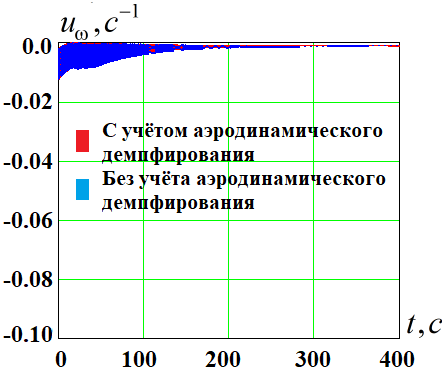 uω, с⁻¹
0.0
-0.02
С учётом аэродинамического
демпфирования
-0.04
Без учёта аэродинамического
демпфирования
-0.06
-0.08
t, с
-0.10
0 100 200 300 400